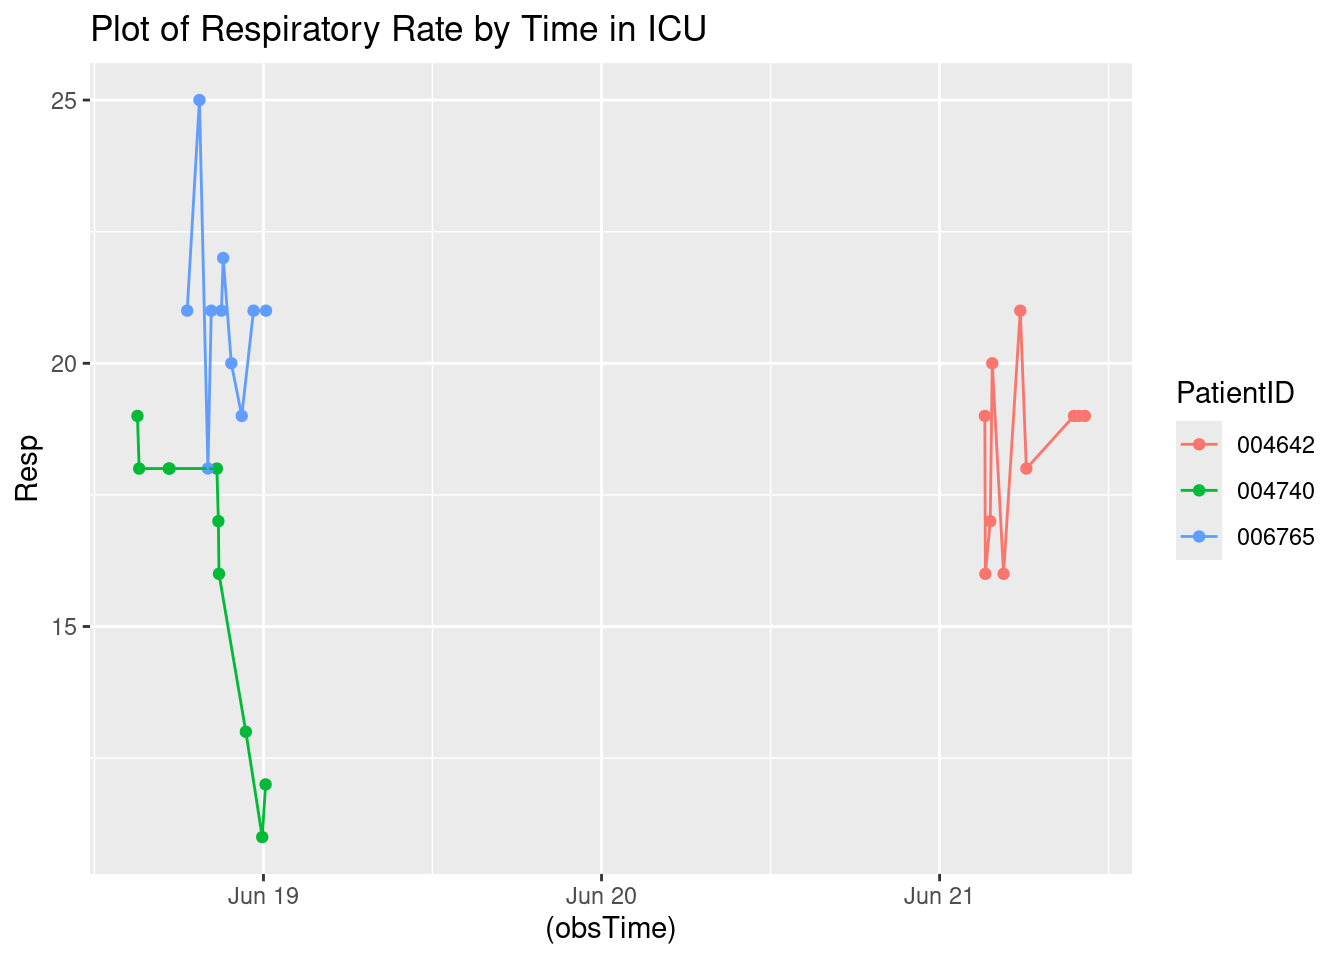 Plot of Respiratory Rate by Time in ICU
25
20
15
Resp
Jun 19
Jun 20
Jun 21
(obsTime)
PatientID
004642
004740
006765